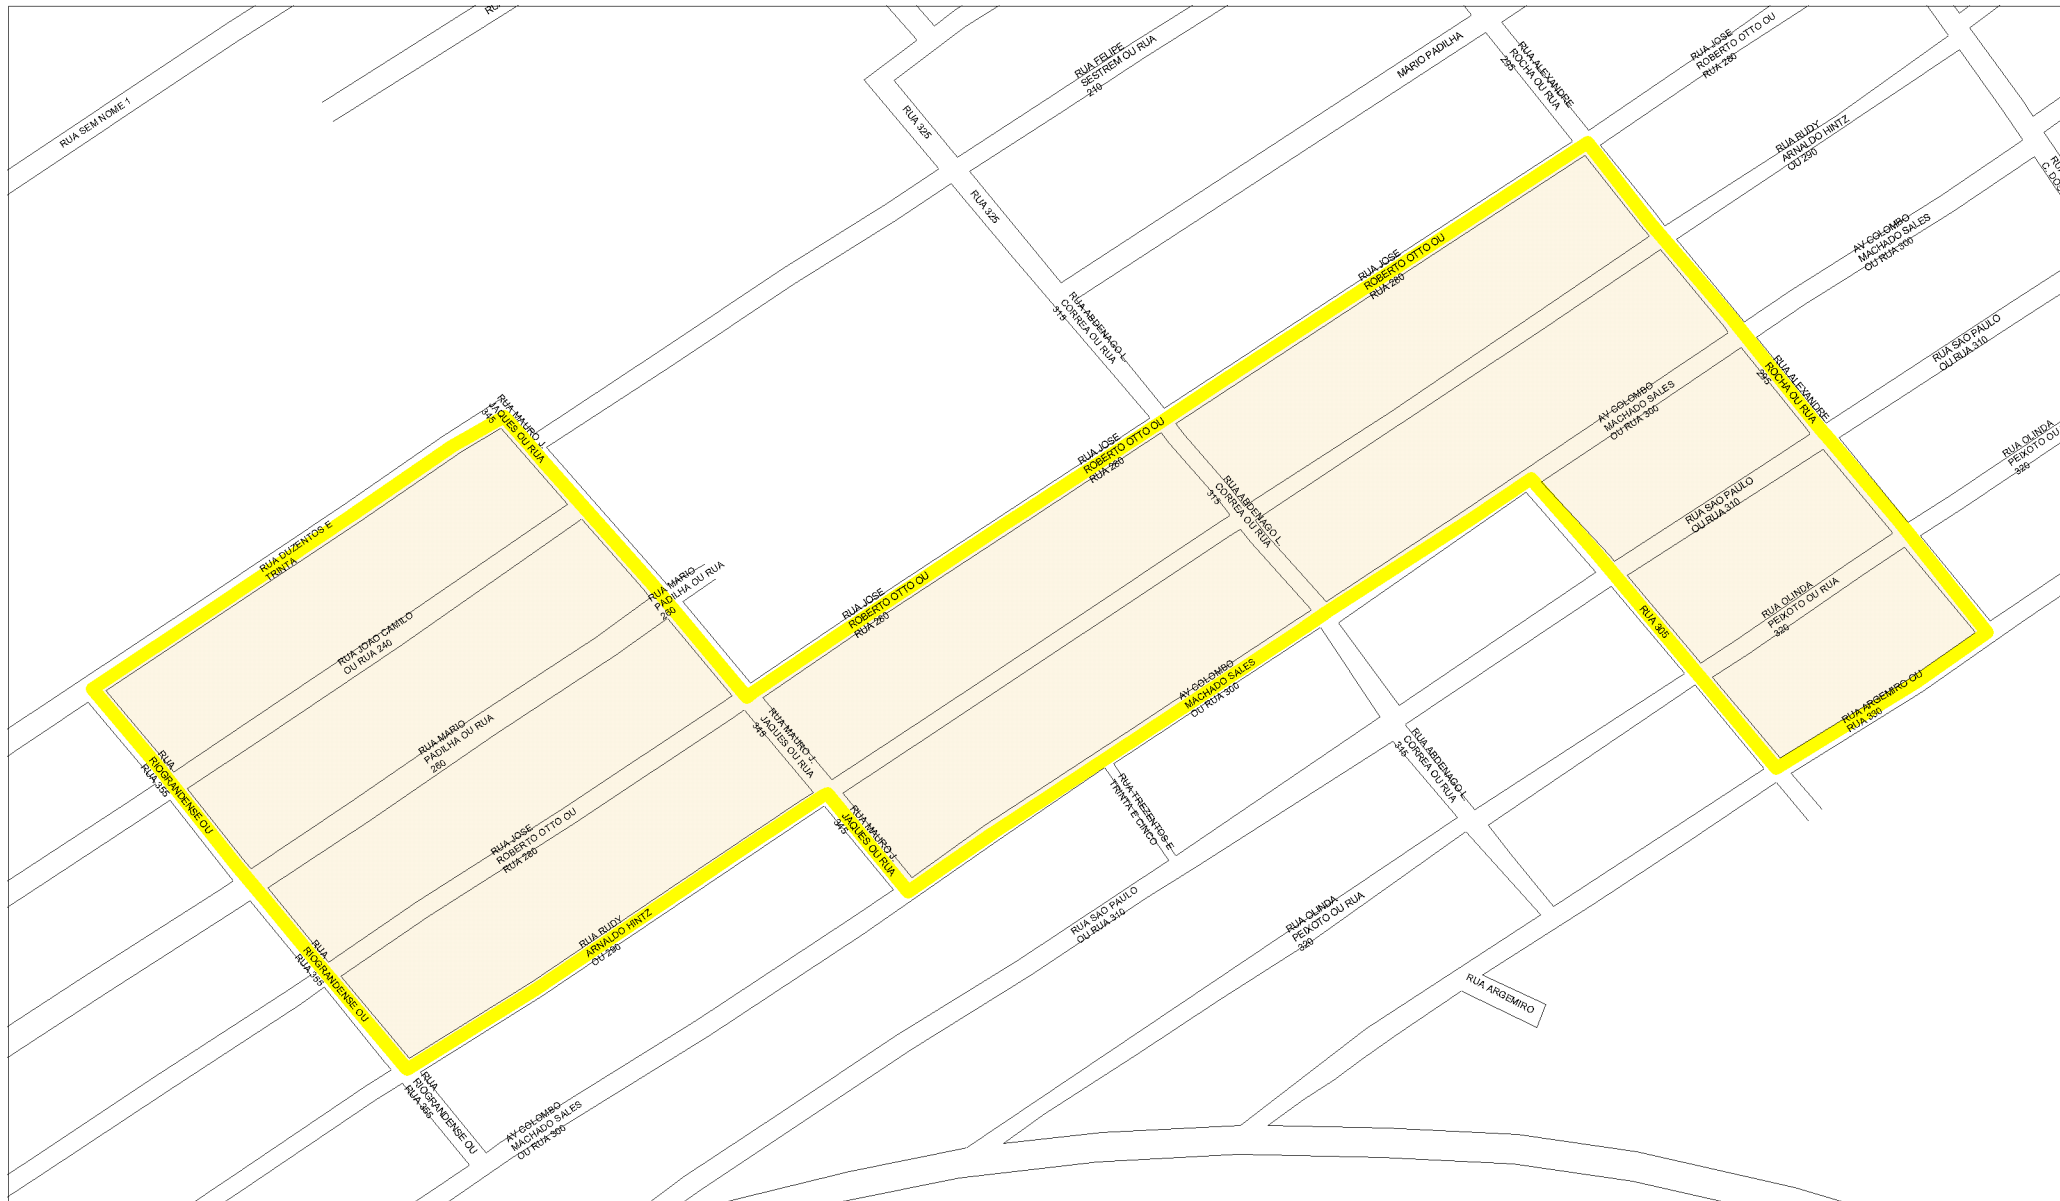 RUA SEM NOME 1
RUA FELIPE
SESTREM OU RUA
210
RUA 325
RUA 325
MARIO PADILHA
RUA ALEXANDRE
ROCHA OU RUA
295
RUA JOSE
ROBERTO OTTO OU
RUA 280
RUA RUDY
ARNALDO HINTZ
OU 290
AV COLOMBO
MACHADO SALES
OU RUA 300
RUA SAO PAULO
OU RUA 310
RUA OLINDA
PEIXOTO OU
320
RUA ABDENAGO L.
CORREA OU RUA
315
RUA JOSE
ROBERTO OTTO OU
RUA 280
RUA ALEXANDRE
ROCHA OU RUA
295
AV COLOMBO
MACHADO SALES
OU RUA 300
RUA MAURO J.
JAQUES OU RUA
345
RUA JOSE
ROBERTO OTTO OU
RUA 280
RUA ABDENAGO L.
CORREA OU RUA
315
RUA SAO PAULO
OU RUA 310
RUA DUZENTOS E
TRINTA
RUA MARIO
PADILHA OU RUA
260
RUA JOSE
ROBERTO OTTO OU
RUA 280
RUA OLINDA
PEIXOTO OU RUA
320
RUA 305
RUA JOAO CAMILO
OU RUA 240
RUA MARIO
PADILHA OU RUA
260
RUA MAURO J.
JAQUES OU RUA
345
AV COLOMBO
MACHADO SALES
OU RUA 300
RUA ARGEMIRO OU
RUA 330
RUA
RIOGRANDENSE OU
RUA 355
RUA JOSE
ROBERTO OTTO OU
RUA 280
RUA MAURO J.
JAQUES OU RUA
345
RUA TREZENTOS E
TRINTA E CINCO
RUA ABDENAGO L.
CORREA OU RUA
315
RUA
RIOGRANDENSE OU
RUA 355
RUA RUDY
ARNALDO HINTZ
OU 290
RUA SAO PAULO
OU RUA 310
RUA OLINDA
PEIXOTO OU RUA
320
RUA ARGEMIRO
RUA
RIOGRANDENSE OU
RUA 355
AV COLOMBO
MACHADO SALES
OU RUA 300